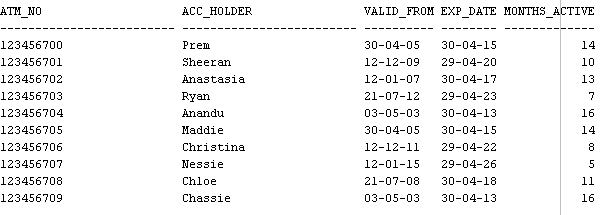 ATM_NO ACC_HOLDER VALID_FROM EXP_DATE MONTHS_ACTIVE
123456700 Prem 30-04-05 30-04-15 14
123456701 Sheeran 12-12-09 29-04-20 10
123456702 Anastasia 12-01-07 30-04-17 13
123456703 Ryan 21-07-12 29-04-23 7
123456704 Anandu 03-05-03 30-04-13 16
123456705 Maddie 30-04-05 30-04-15 14
123456706 Christina 12-12-11 29-04-22 8
123456707 Nessie 12-01-15 29-04-26 5
123456708 Chloe 21-07-08 30-04-18 11
123456709 Chassie 03-05-03 30-04-13 16